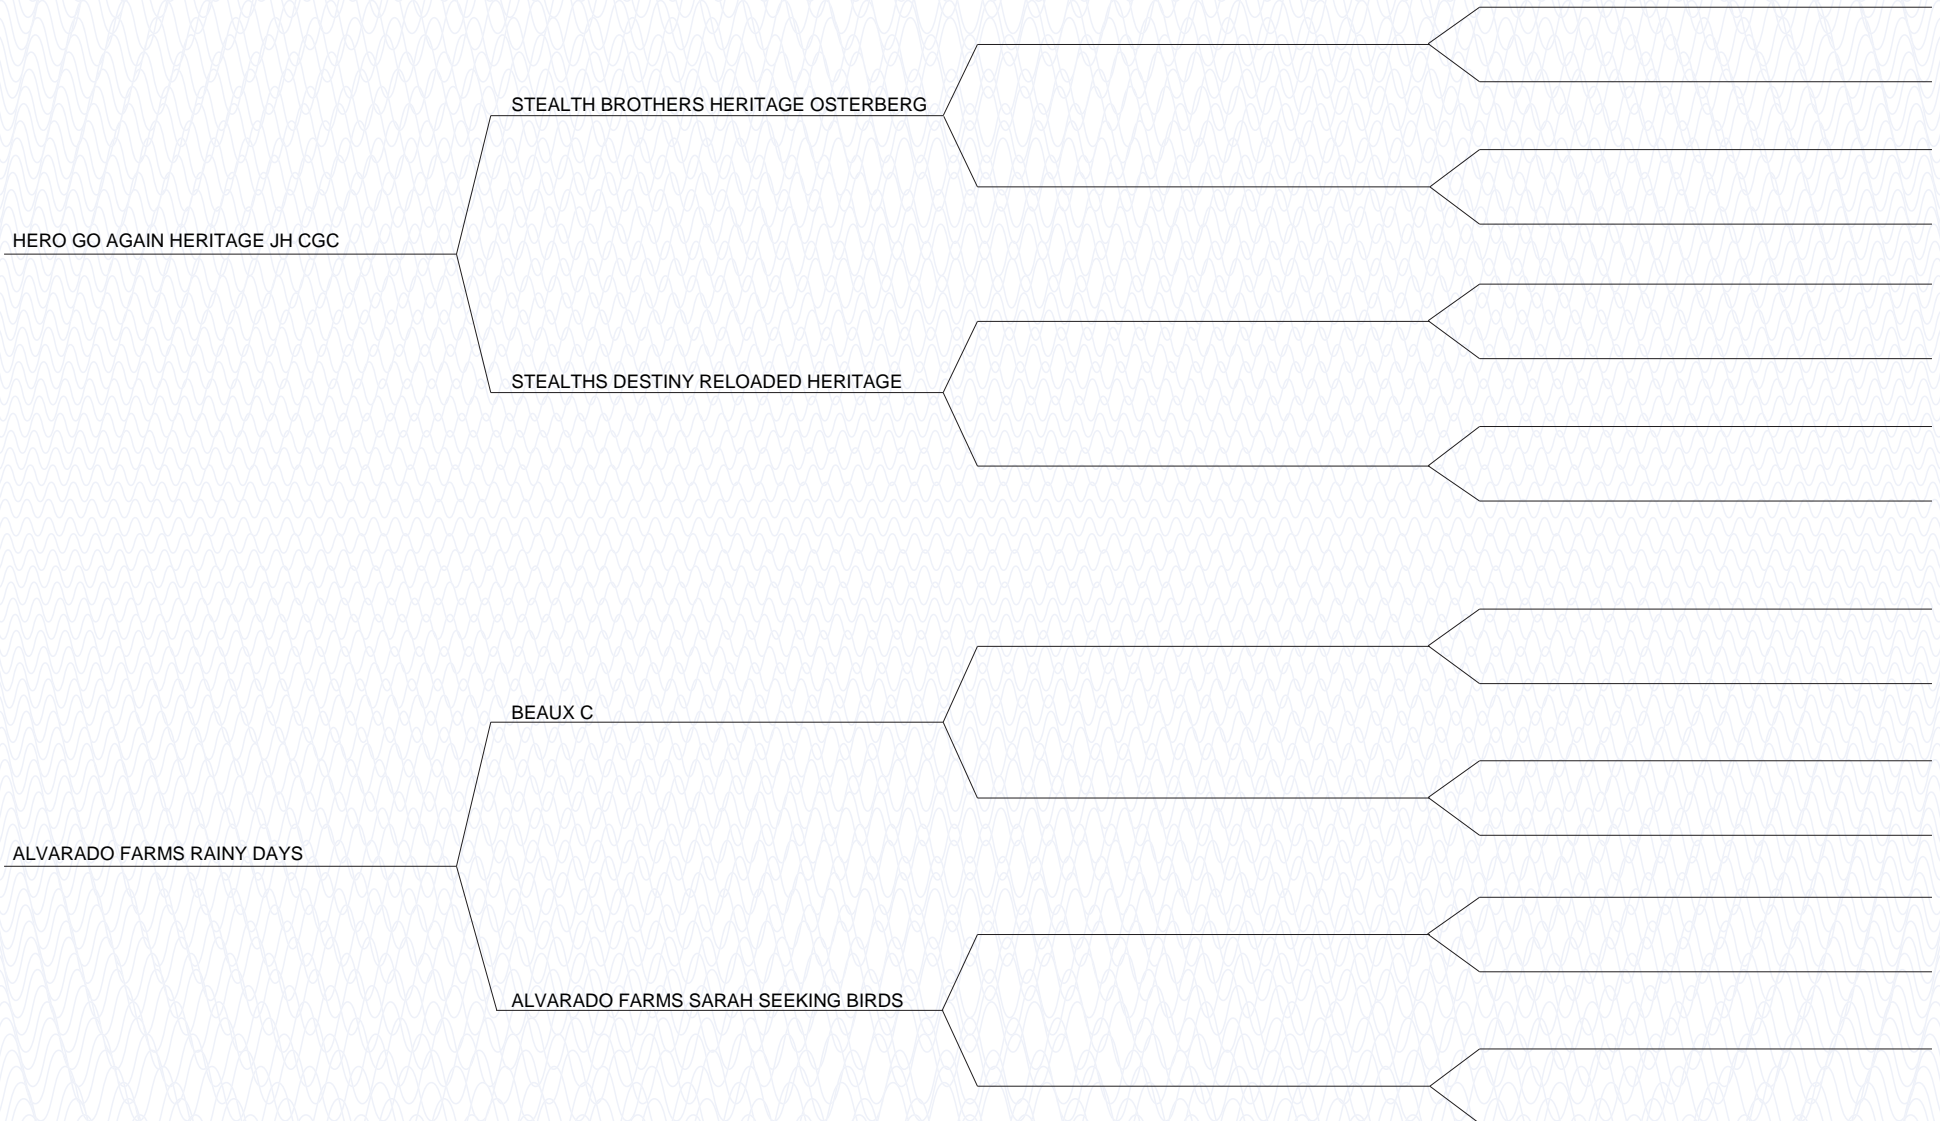 STEALTH BROTHERS HERITAGE OSTERBERG
HERO GO AGAIN HERITAGE JH CGC
STEALTHS DESTINY RELOADED HERITAGE
BEAUX C
ALVARADO FARMS RAINY DAYS
ALVARADO FARMS SARAH SEEKING BIRDS